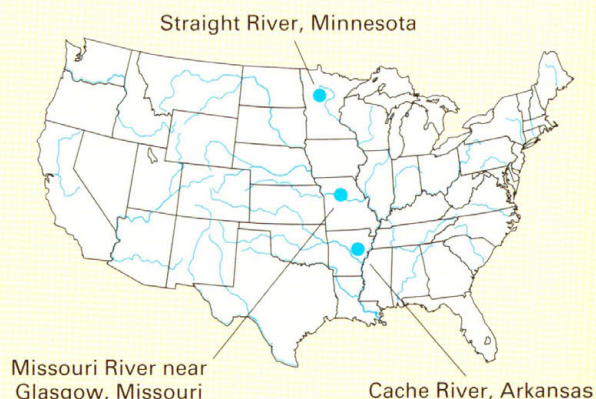 Straight River, Minnesota
Missouri River near
Glasgow, Missouri
Cache River, Arkansas